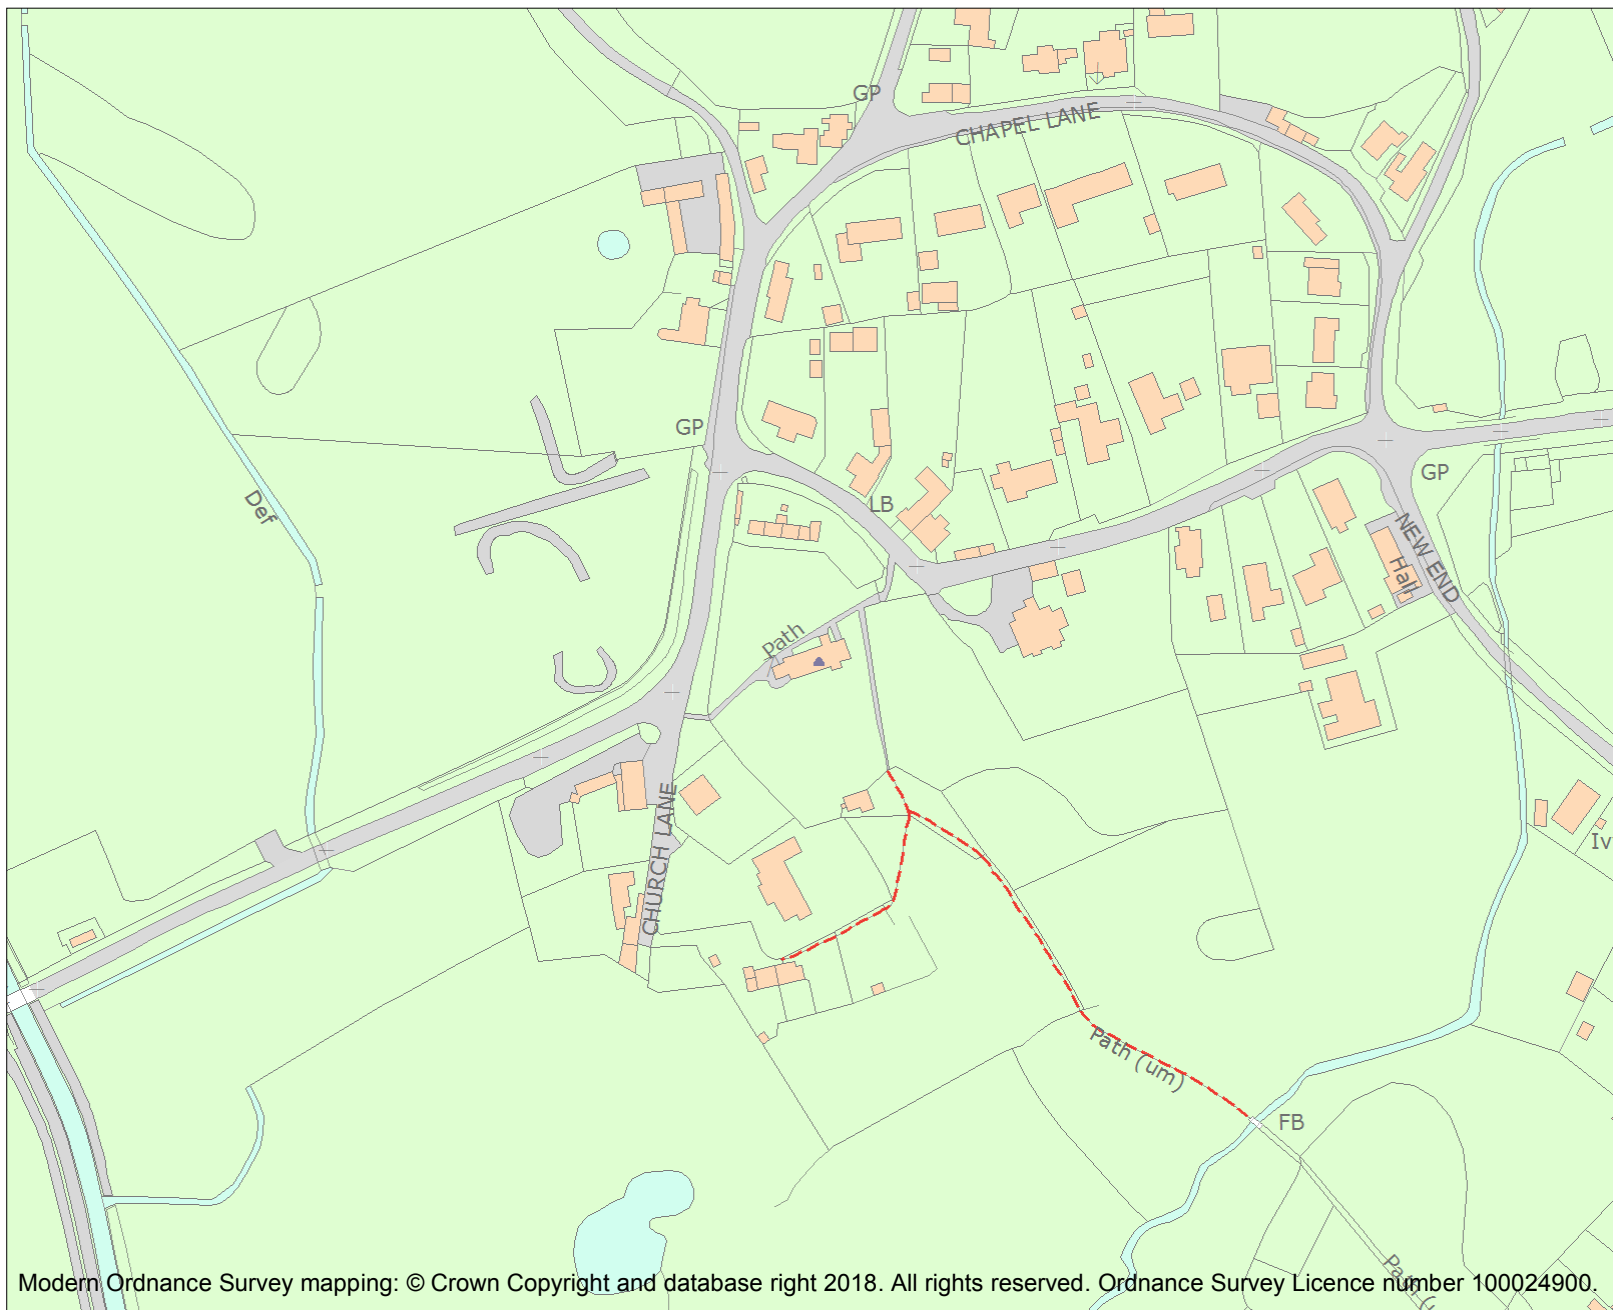 GP
CHAPEL LANE
GP
GP
Def
LB
NEW END
Hall
Path
CHURCH LANE
Iv
Path (um)
FB
Path (
Modern Ordnance Survey mapping: © Crown Copyright and database right 2018. All rights reserved. Ordnance Survey Licence number 100024900.